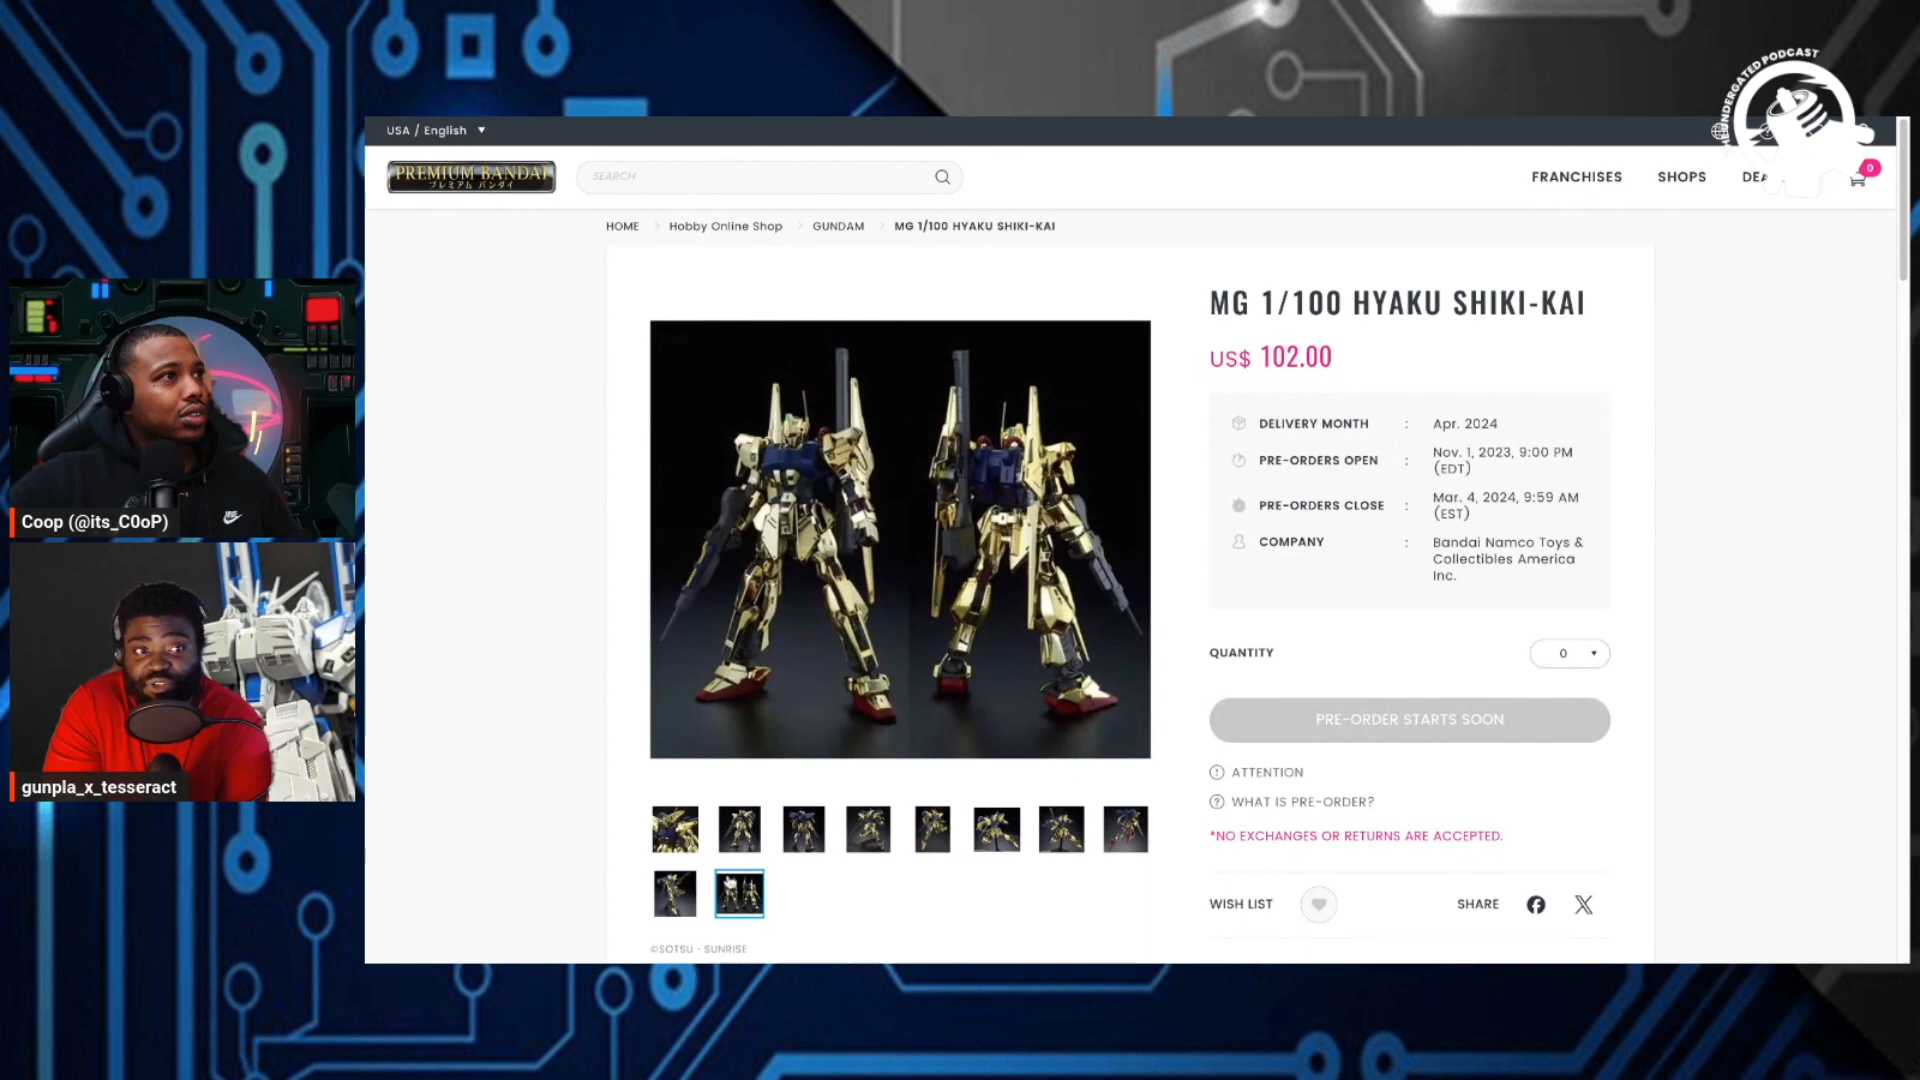 THE UNDERGATED PODCAST
USA / English
PREMIUM BANDAI
プレミアム バンダイ
SEARCH
FRANCHISES
SHOPS
0
HOME
Hobby Online Shop
GUNDAM
MG 1/100 HYAKU SHIKI-KAI
MG 1/100 HYAKU SHIKI-KAI
US$ 102.00
DELIVERY MONTH : Apr. 2024
PRE-ORDERS OPEN : Nov. 1, 2023, 9:00 PM
(EDT)
PRE-ORDERS CLOSE : Mar. 4, 2024, 9:59 AM
(EST)
COMPANY : Bandai Namco Toys &
Collectibles America
Inc.
QUANTITY
0
PRE-ORDER STARTS SOON
ATTENTION
WHAT IS PRE-ORDER?
*NO EXCHANGES OR RETURNS ARE ACCEPTED.
WISH LIST
SHARE
©SOTSU・SUNRISE
Coop (@its_C0oP)
gunpla_x_tesseract